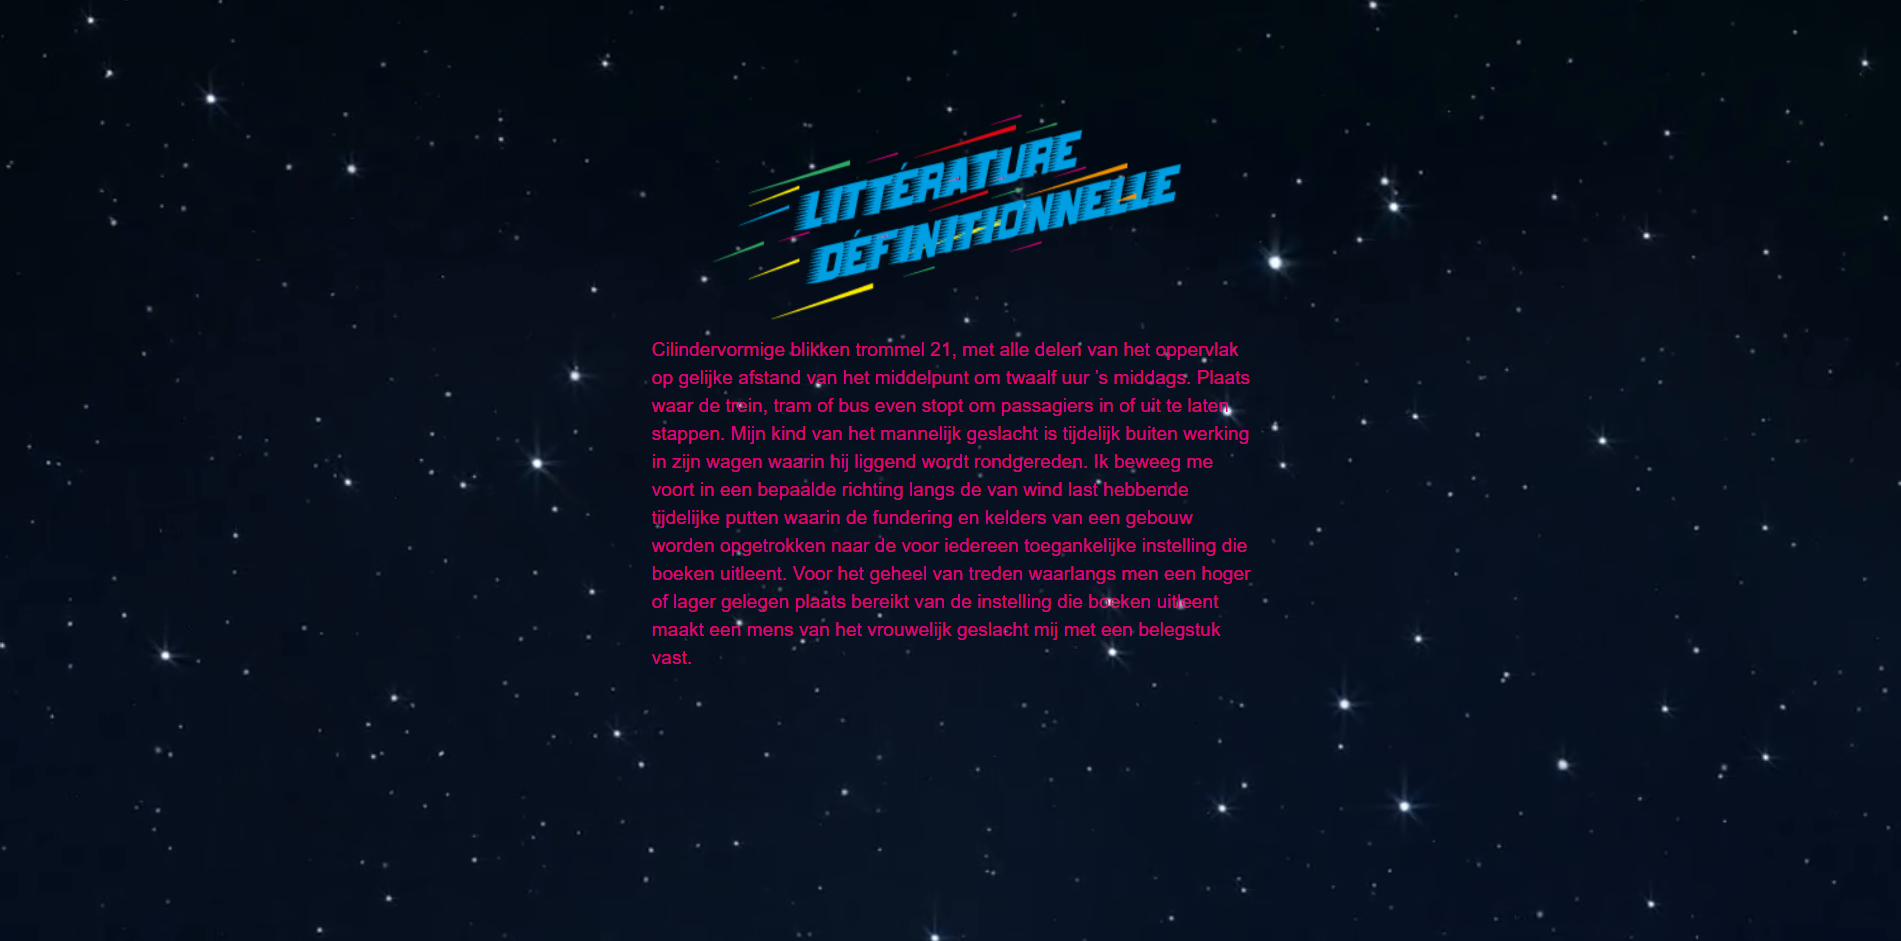 LITTÉRATURE
DÉFINITIONNELLE
Cilindervormige blikken trommel 21, met alle delen van het oppervlak
op gelijke afstand van het middelpunt om twaalf uur ’s middags. Plaats
waar de trein, tram of bus even stopt om passagiers in of uit te laten
stappen. Mijn kind van het mannelijk geslacht is tijdelijk buiten werking
in zijn wagen waarin hij liggend wordt rondgereden. Ik beweeg me
voort in een bepaalde richting langs de van wind last hebbende
tijdelijke putten waarin de fundering en kelders van een gebouw
worden opgetrokken naar de voor iedereen toegankelijke instelling die
boeken uitleent. Voor het geheel van treden waarlangs men een hoger
of lager gelegen plaats bereikt van de instelling die boeken uitleent
maakt een mens van het vrouwelijk geslacht mij met een belegstuk
vast.